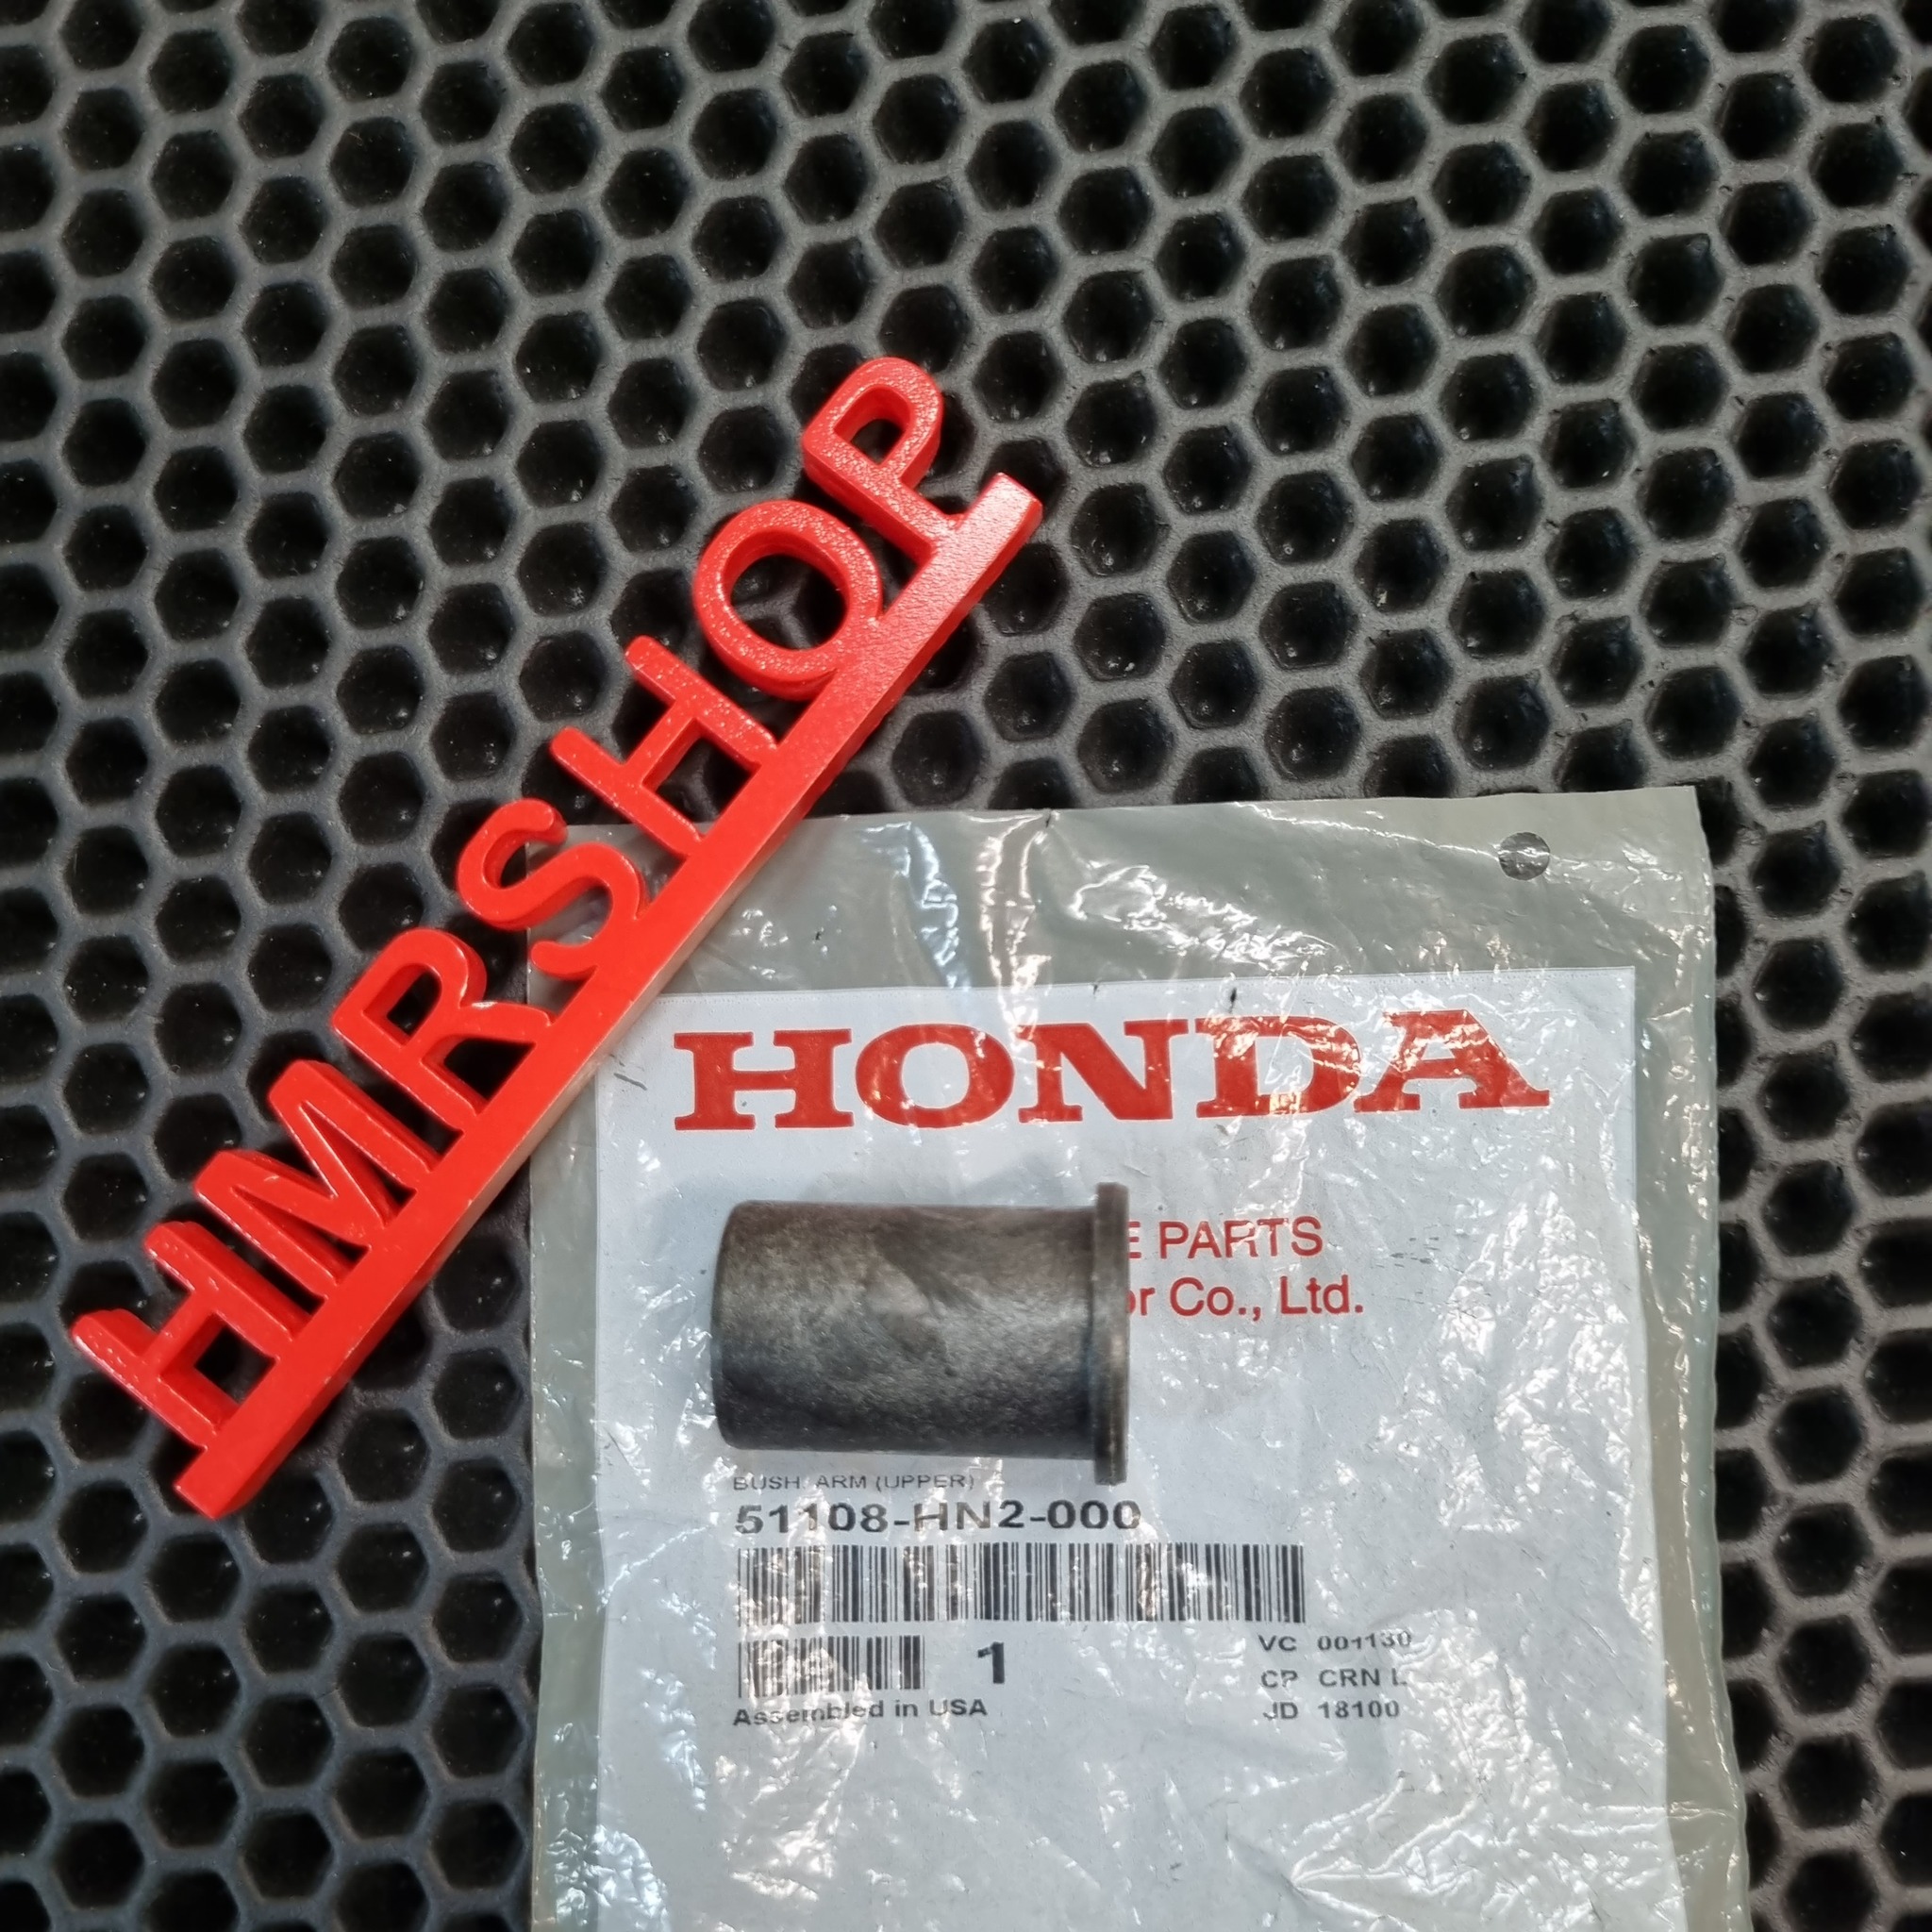 HMRSHOP
HONDA
E PARTS
or Co., Ltd.
BUSH, ARM (UPPER)
51108-HN2-000
1
VC 001130
CP CRN
Assembled in USA
JD 18100